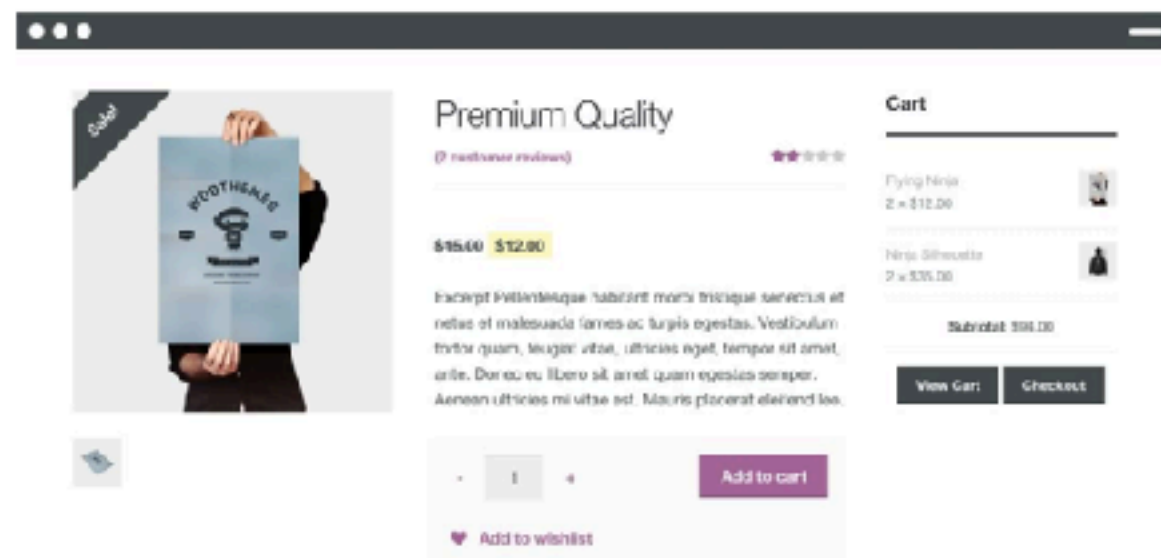 Sale!
WOOTHEMES
Premium Quality
(2 customer reviews)
$15.00 $12.00
Excerpt Pellentesque habitant morbi tristique senectus et
netus et malesuada fames ac turpis egestas. Vestibulum
tortor quam, feugiat vitae, ultricies eget, tempor sit amet,
ante. Donec eu libero sit amet quam egestas semper.
Aenean ultricies mi vitae est. Mauris placerat eleifend leo.
- 1 +
Add to cart
Add to wishlist
Cart
Flying Ninja
2 × $12.00
Ninja Silhouette
2 × $35.00
Subtotal: $94.00
View Cart
Checkout